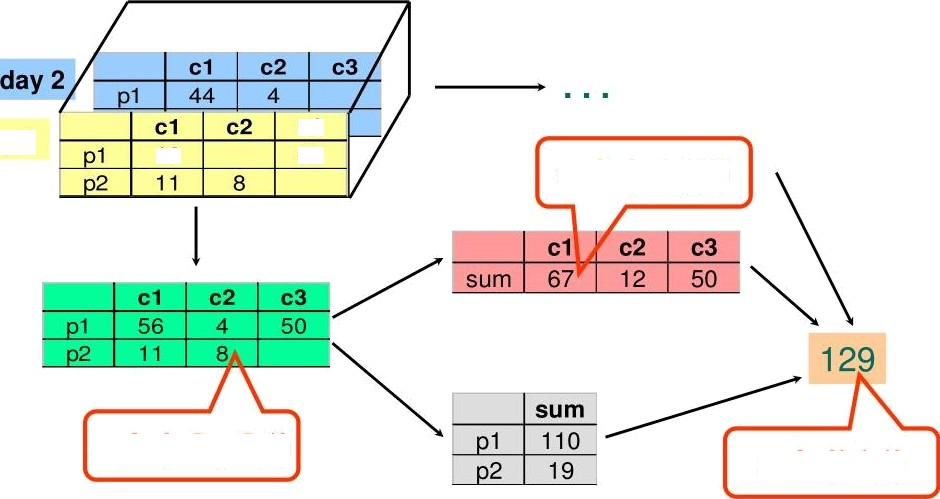 c1 c2 c3
day 2
p1 44 4
c1 c2
p1
p2 11 8
. . .
c1 c2 c3
sum 67 12 50
c1 c2 c3
p1 56 4 50
p2 11 8
129
sum
p1 110
p2 19